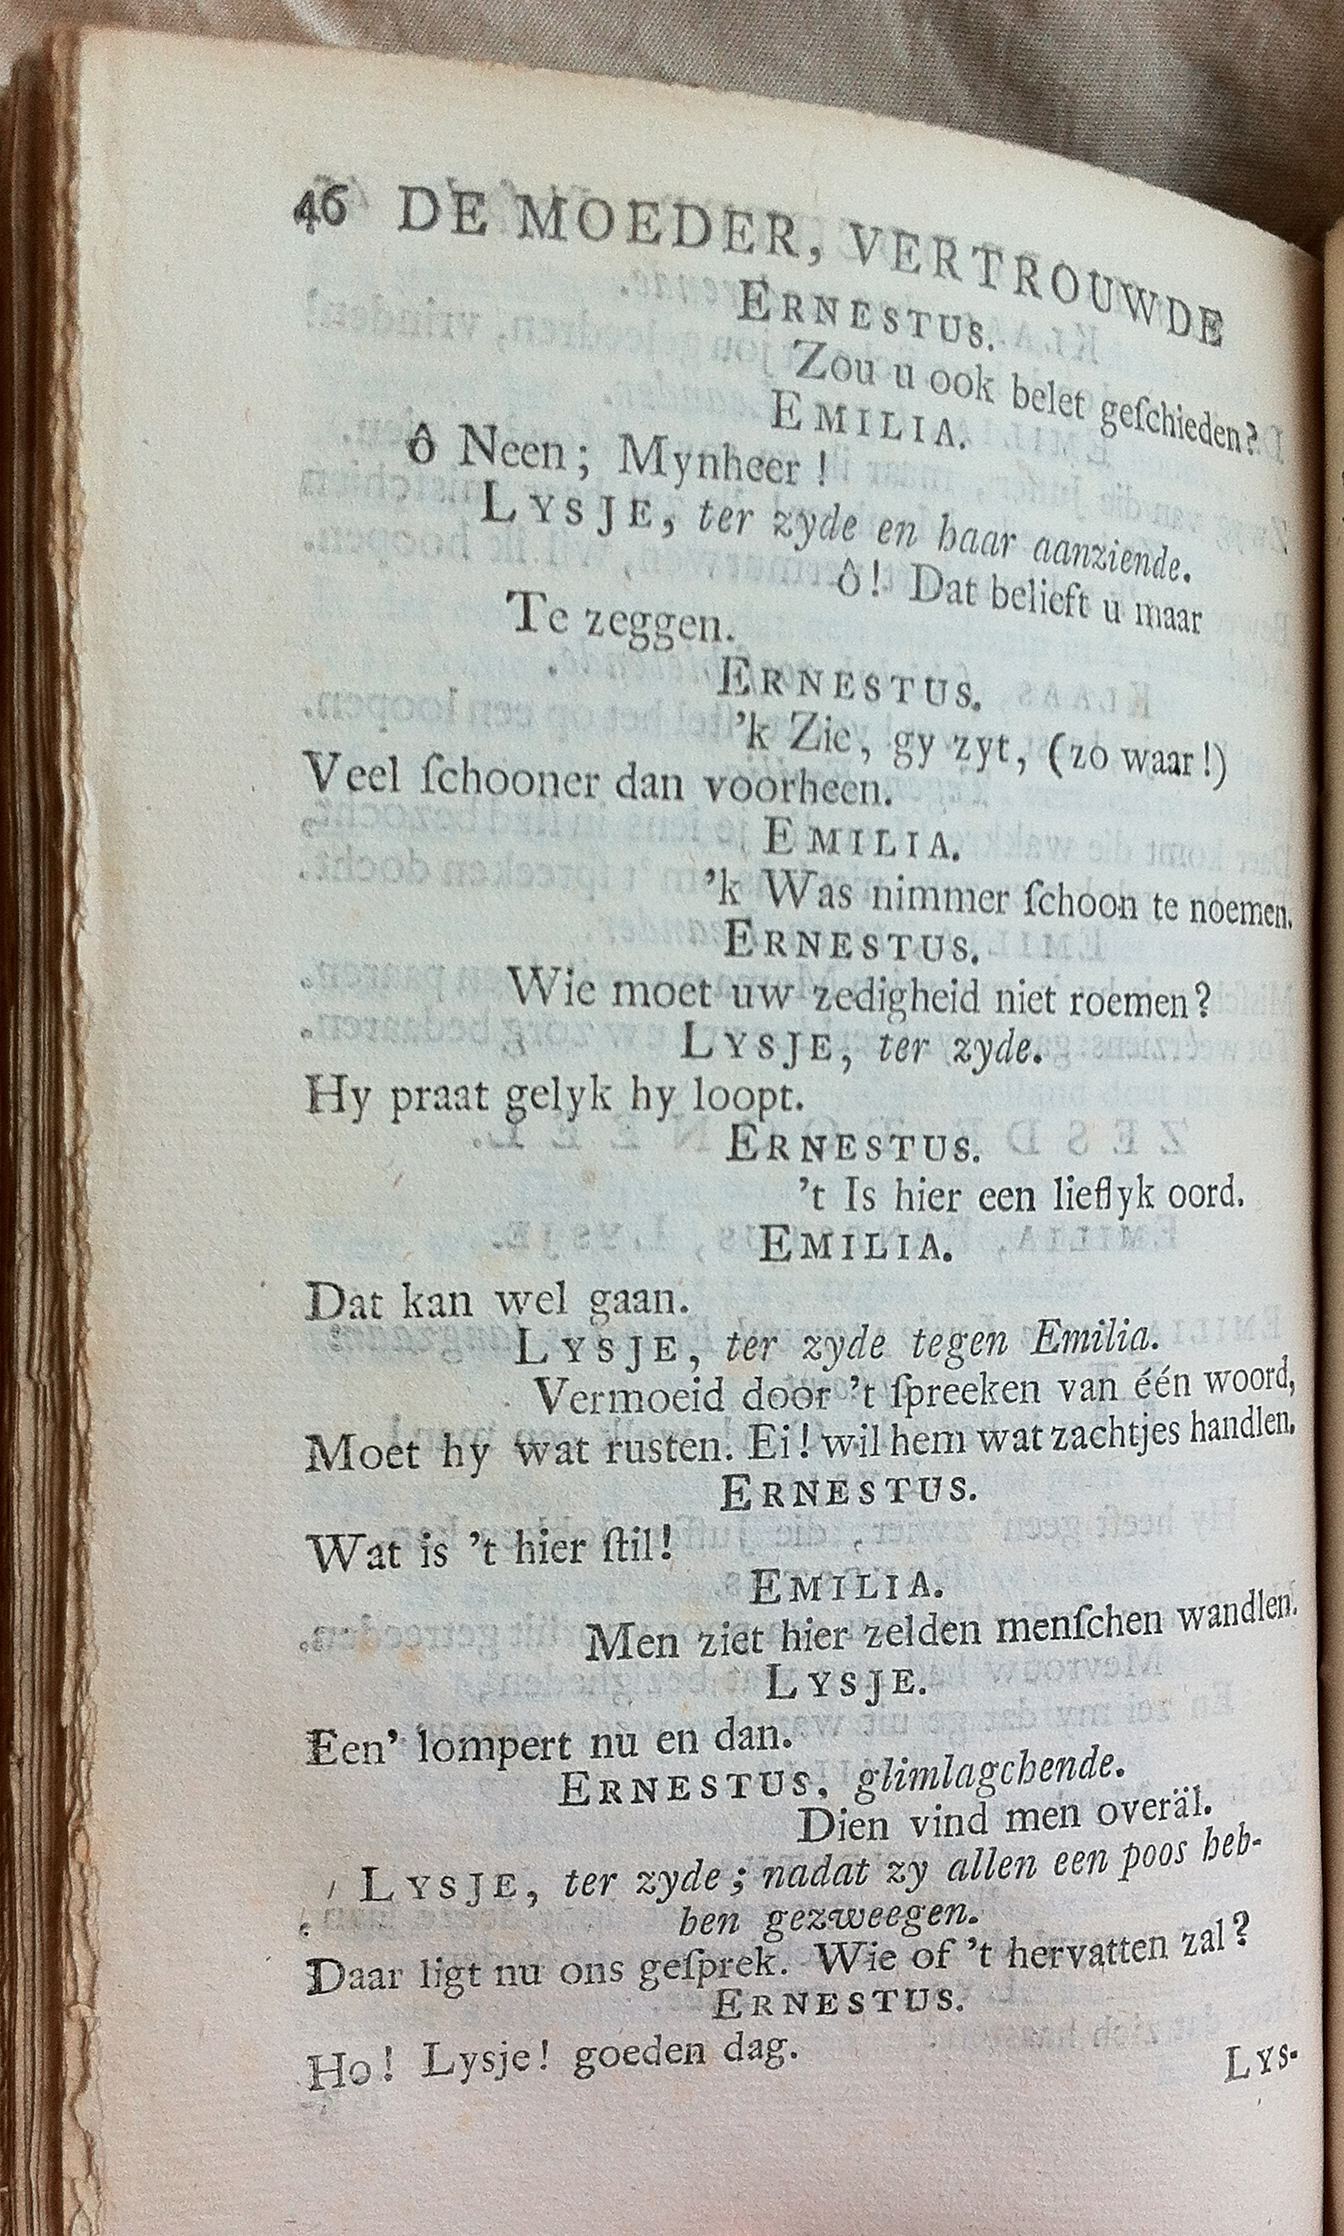 46 DE MOEDER, VERTROUWDE
ERNESTUS.
Zou u ook belet geſchieden?
EMILIA.
ô Neen; Mynheer!
LYSJE, ter zyde en haar aanziende.
ô! Dat belieft u maar
Te zeggen.
ERNESTUS.
'k Zie, gy zyt, (zo waar!)
Veel ſchooner dan voorheen.
EMILIA.
'k Was nimmer ſchoon te noemen.
ERNESTUS.
Wie moet uw zedigheid niet roemen?
LYSJE, ter zyde.
Hy praat gelyk hy loopt.
ERNESTUS.
't Is hier een lieflyk oord.
EMILIA.
Dat kan wel gaan.
LYSJE, ter zyde tegen Emilia.
Vermoeid door 't ſpreeken van één woord,
Moet hy wat rusten. Ei! wil hem wat zachtjes handlen.
ERNESTUS.
Wat is 't hier ſtil!
EMILIA.
Men ziet hier zelden menſchen wandlen.
LYSJE.
Een' lompert nu en dan.
ERNESTUS, glimlagchende.
Dien vind men overäl.
LYSJE, ter zyde; nadat zy allen een poos heb-
ben gezweegen.
Daar ligt nu ons geſprek. Wie of 't hervatten zal?
ERNESTUS.
Ho! Lysje! goeden dag.
LYS-